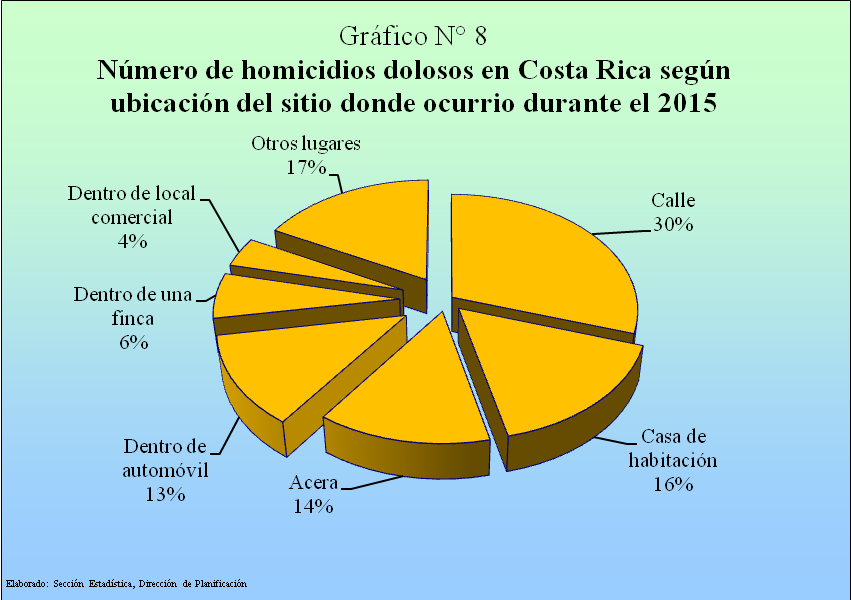 Gráfico N° 8
Número de homicidios dolosos en Costa Rica según
ubicación del sitio donde ocurrio durante el 2015
Otros lugares
17%
Calle
30%
Dentro de local
comercial
4%
Dentro de una
finca
6%
Dentro de
automóvil
13%
Acera
14%
Casa de
habitación
16%
Elaborado: Sección Estadística, Dirección de Planificación